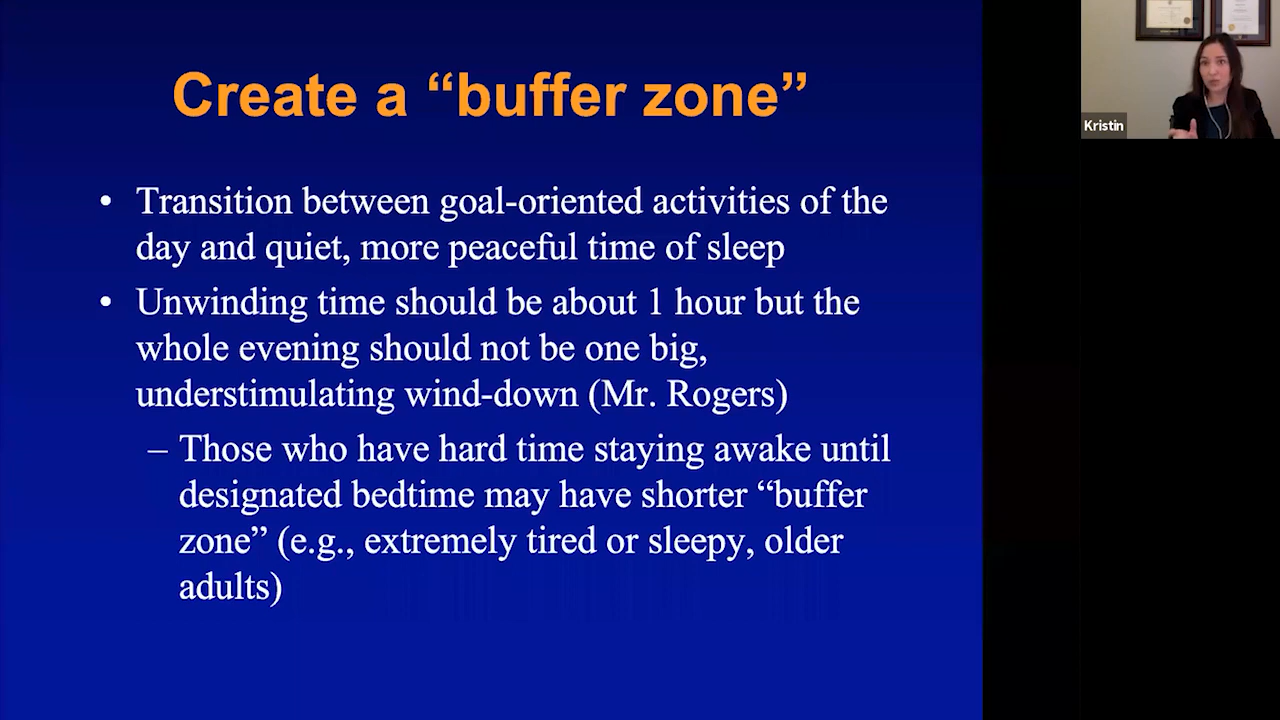 Create a “buffer zone”
• Transition between goal-oriented activities of the
day and quiet, more peaceful time of sleep
• Unwinding time should be about 1 hour but the
whole evening should not be one big,
understimulating wind-down (Mr. Rogers)
– Those who have hard time staying awake until
designated bedtime may have shorter “buffer
zone” (e.g., extremely tired or sleepy, older
adults)
Kristin